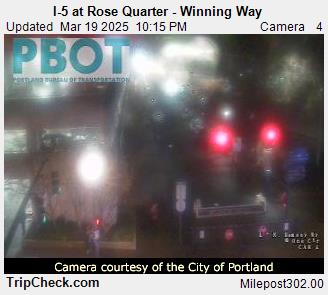 I-5 at Rose Quarter - Winning Way
Updated Mar 19 2025 10:15 PM Camera 4
PBOT
PORTLAND BUREAU OF TRANSPORTATION
Camera courtesy of the City of Portland
TripCheck.com Milepost302.00